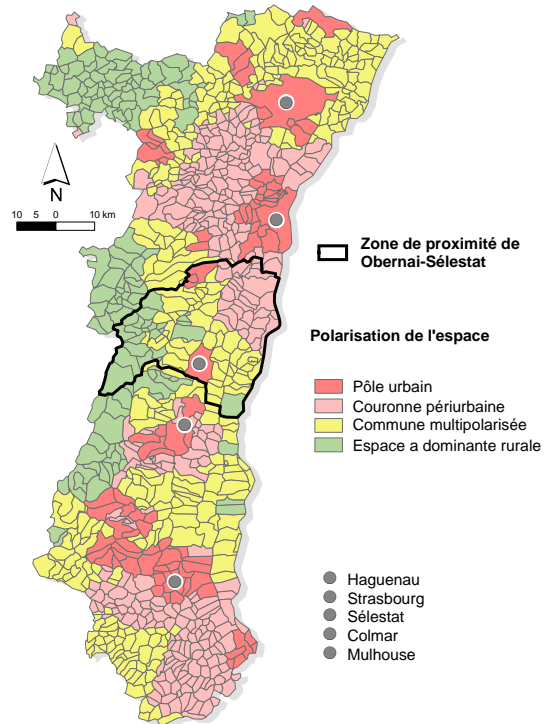 N
10 5 0 10 km
Zone de proximité de
Obernai-Sélestat
Polarisation de l'espace
Pôle urbain
Couronne périurbaine
Commune multipolarisée
Espace a dominante rurale
Haguenau
Strasbourg
Sélestat
Colmar
Mulhouse